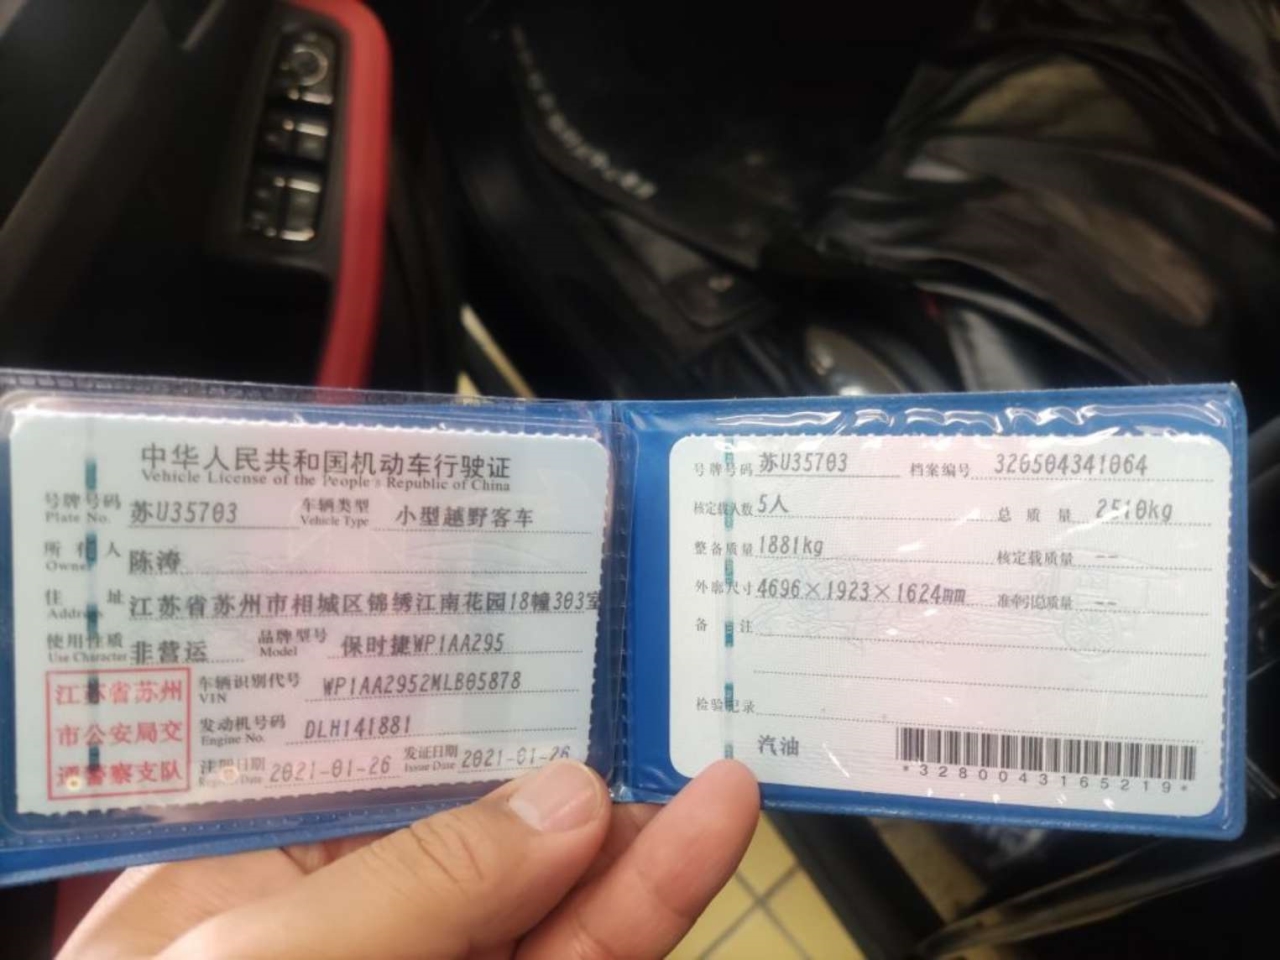 中华人民共和国机动车行驶证
Vehicle License of the People's Republic of China
号牌号码 苏U35703 车辆类型 小型越野客车
Plate No. Vehicle Type
所有人 陈涛
Owner
住址 江苏省苏州市相城区锦绣江南花园18幢303室
Address
使用性质 非营运 品牌型号 保时捷WP1AA295
Use Character Model
江苏省苏州
市公安局交
通警察支队
车辆识别代号 WP1AA2952MLB05878
VIN
发动机号码 DLH141881
Engine No.
注册日期 2021-01-26 发证日期 2021-01-26
Register Date Issue Date
号牌号码 苏U35703 档案编号 320504341064
核定载人数 5人 总质量 2510kg
整备质量 1881kg 核定载质量 --
外廓尺寸 4696×1923×1624mm 准牵引总质量 --
备注
检验记录
汽油
*3280043165219*